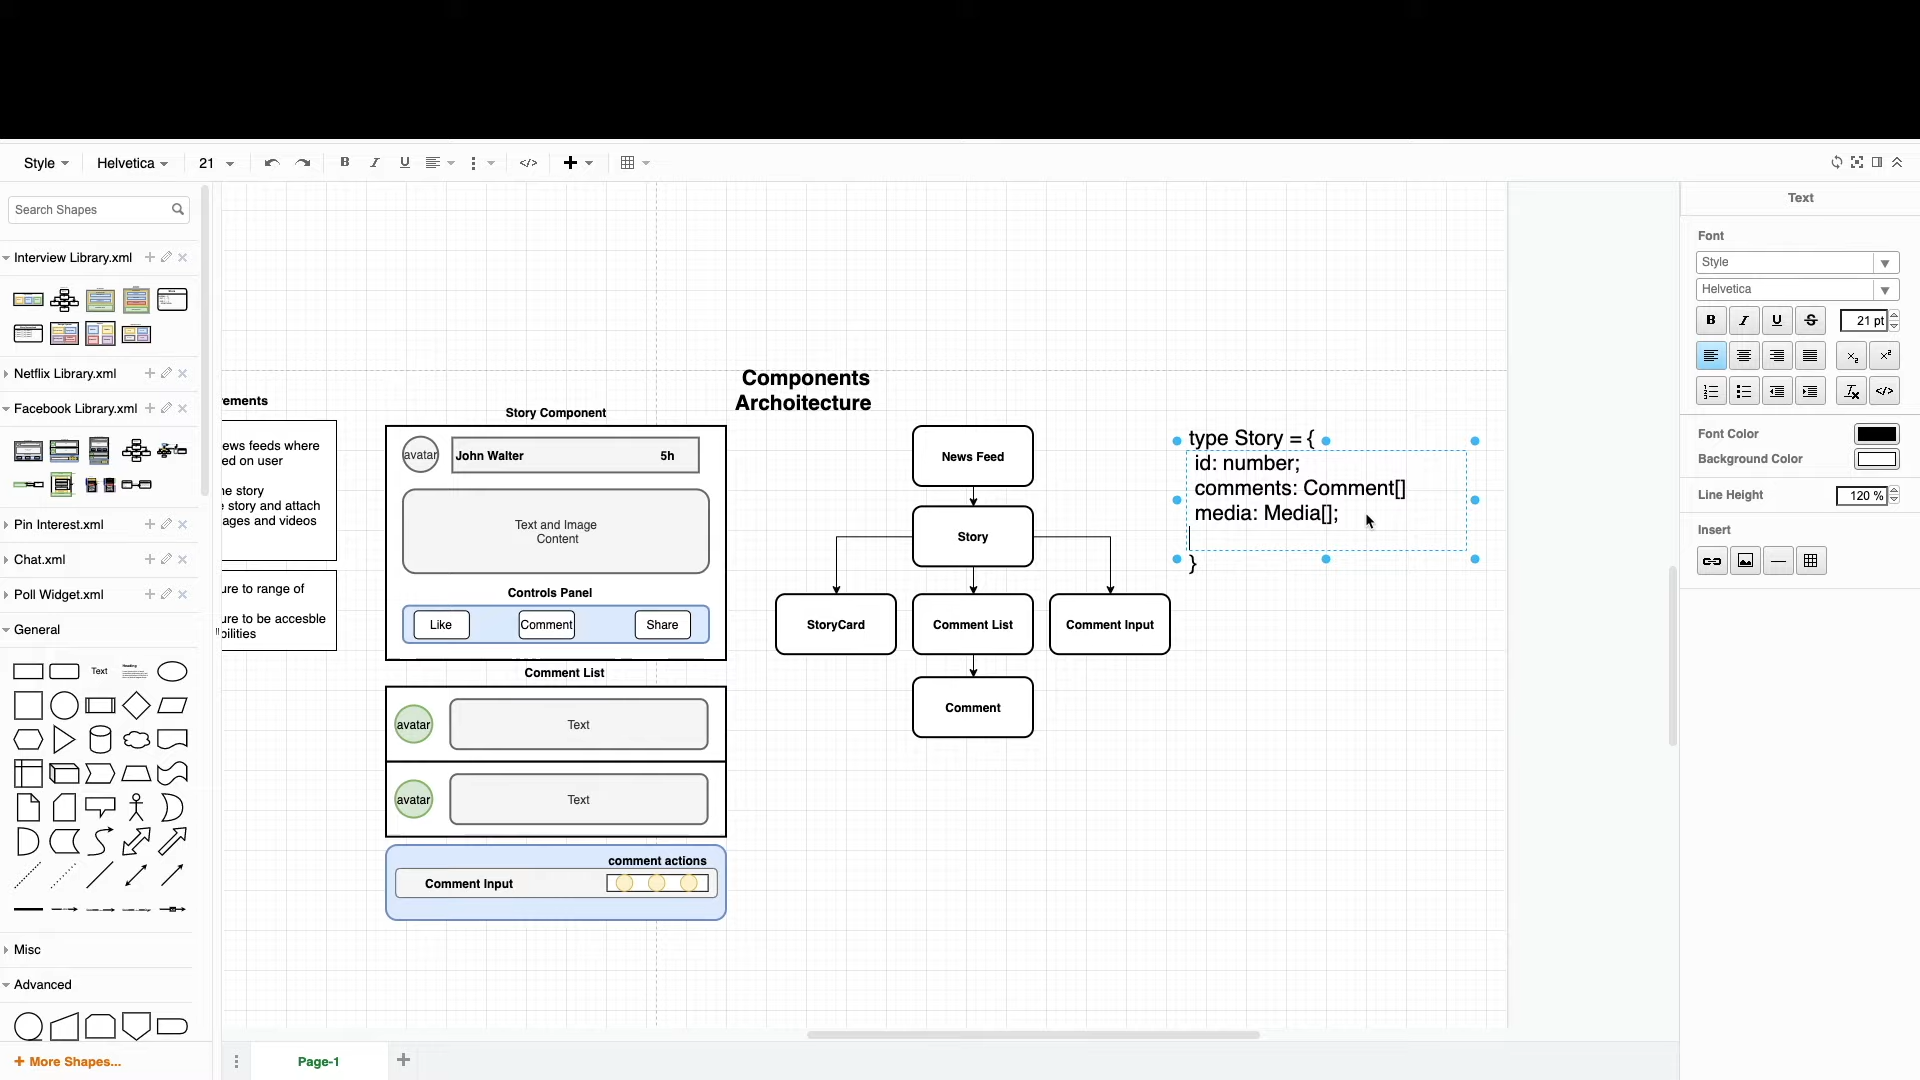 Style
Helvetica
21
B
I
U
</>
Search Shapes
Interview Library.xml
Netflix Library.xml
Facebook Library.xml
Pin Interest.xml
Chat.xml
Poll Widget.xml
General
Text
Heading
Misc
Advanced
+ More Shapes...
ements
ews feeds where
ed on user
ne story
e story and attach
ages and videos
ure to range of
ure to be accesble
bilities
Story Component
avatar
John Walter
5h
Text and Image
Content
Controls Panel
Like
Comment
Share
Comment List
avatar
Text
avatar
Text
comment actions
Comment Input
Components
Archoitecture
News Feed
Story
StoryCard
Comment List
Comment Input
Comment
type Story = {
id: number;
comments: Comment[]
media: Media[];
}
Page-1
Text
Font
Style
Helvetica
B
I
U
S
21 pt
Font Color
Background Color
Line Height
120 %
Insert